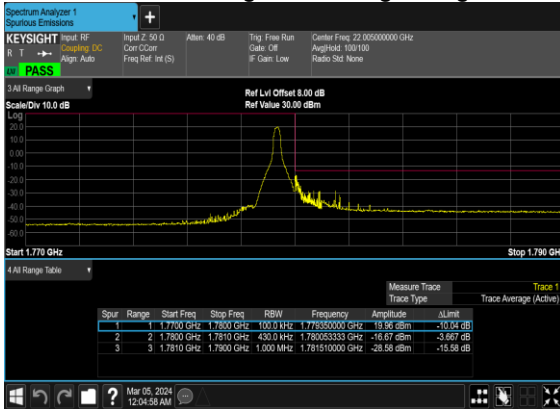 Spectrum Analyzer 1
Spurious Emissions
KEYSIGHT
R T
Input: RF
Coupling: DC
Align: Auto
Input Z: 50 Ω
Corr CCorr
Freq Ref: Int (S)
Atten: 40 dB
Trig: Free Run
Gate: Off
IF Gain: Low
Center Freq: 22.005000000 GHz
Avg|Hold: 100/100
Radio Std: None
PASS
3 All Range Graph
Scale/Div 10.0 dB
Ref Lvl Offset 8.00 dB
Ref Value 30.00 dBm
Log
20.0
10.0
0.00
-10.0
-20.0
-30.0
-40.0
-50.0
-60.0
Start 1.770 GHz
Stop 1.790 GH
4 All Range Table
Measure Trace Trace 1
Trace Type Trace Average (Active)
Spur Range Start Freq Stop Freq RBW Frequency Amplitude ΔLimit
1 1 1.7700 GHz 1.7800 GHz 100.0 kHz 1.779350000 GHz 19.96 dBm -10.04 dB
2 2 1.7800 GHz 1.7810 GHz 430.0 kHz 1.780053333 GHz -16.67 dBm -3.667 dB
3 3 1.7810 GHz 1.7900 GHz 1.000 MHz 1.781510000 GHz -28.58 dBm -15.58 dB
Mar 05, 2024
12:04:58 AM